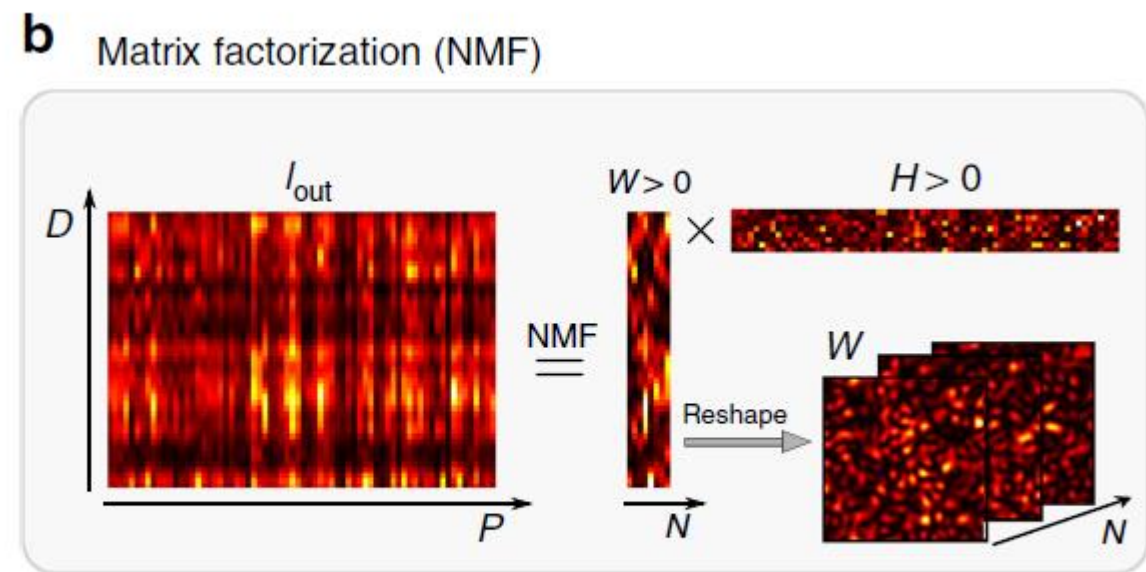 b Matrix factorization (NMF)
I_out W > 0 H > 0
D
×
NMF
=
W
Reshape
P N N